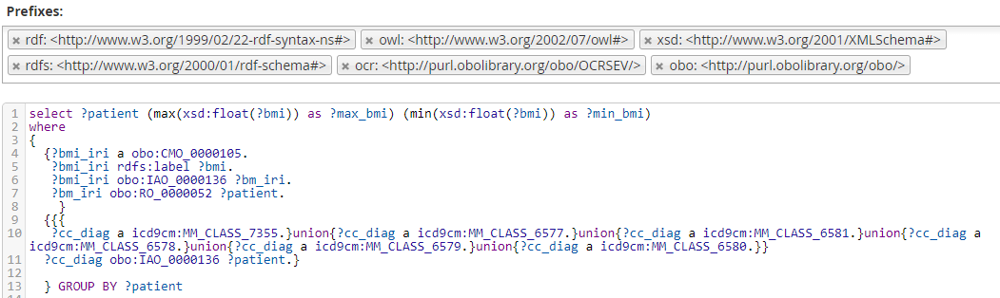 Prefixes:
× rdf: <http://www.w3.org/1999/02/22-rdf-syntax-ns#> × owl: <http://www.w3.org/2002/07/owl#> × xsd: <http://www.w3.org/2001/XMLSchema#>
× rdfs: <http://www.w3.org/2000/01/rdf-schema#> × ocr: <http://purl.obolibrary.org/obo/OCRSEV/> × obo: <http://purl.obolibrary.org/obo/>
1 select ?patient (max(xsd:float(?bmi)) as ?max_bmi) (min(xsd:float(?bmi)) as ?min_bmi)
2 where
3 {
4 {?bmi_iri a obo:CMO_0000105.
5 ?bmi_iri rdfs:label ?bmi.
6 ?bmi_iri obo:IAO_0000136 ?bm_iri.
7 ?bm_iri obo:RO_0000052 ?patient.
8 }
9 {{{
10 ?cc_diag a icd9cm:MM_CLASS_7355.}union{?cc_diag a icd9cm:MM_CLASS_6577.}union{?cc_diag a icd9cm:MM_CLASS_6581.}union{?cc_diag a
icd9cm:MM_CLASS_6578.}union{?cc_diag a icd9cm:MM_CLASS_6579.}union{?cc_diag a icd9cm:MM_CLASS_6580.}}
11 ?cc_diag obo:IAO_0000136 ?patient.}
12
13 } GROUP BY ?patient